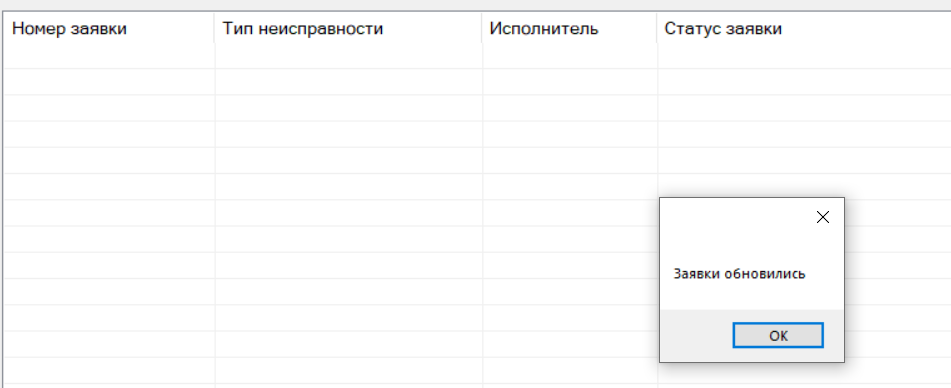 Номер заявки Тип неисправности Исполнитель Статус заявки
Заявки обновились
OK